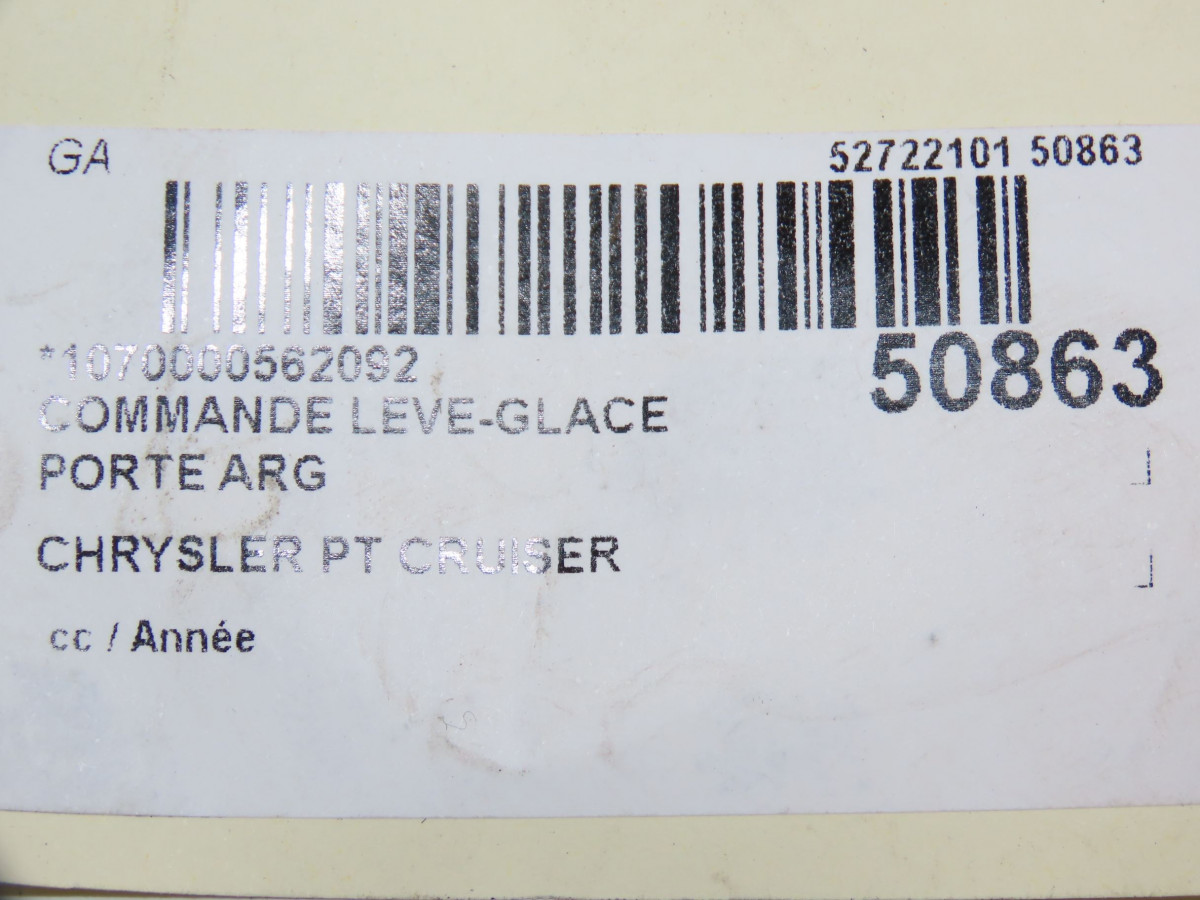 GA
52722101 50863
*1070000562092
50863
COMMANDE LEVE-GLACE
PORTE ARG
CHRYSLER PT CRUISER
cc / Année